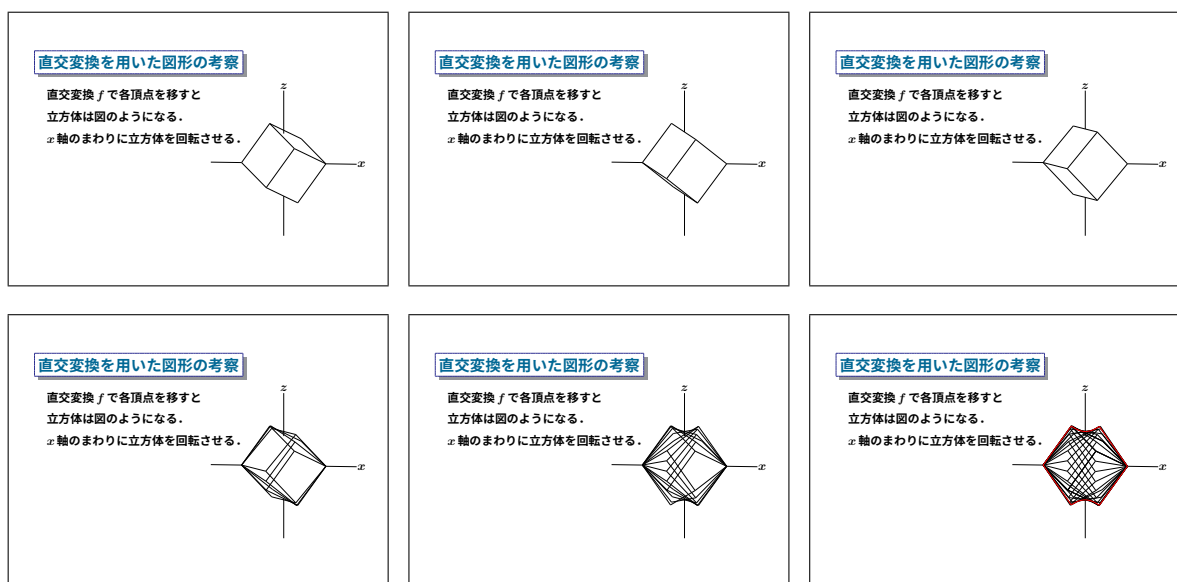 直交変換を用いた図形の考察
直交変換 f で各頂点を移すと
立方体は図のようになる．
x 軸のまわりに立方体を回転させる．
z
x
直交変換を用いた図形の考察
直交変換 f で各頂点を移すと
立方体は図のようになる．
x 軸のまわりに立方体を回転させる．
z
x
直交変換を用いた図形の考察
直交変換 f で各頂点を移すと
立方体は図のようになる．
x 軸のまわりに立方体を回転させる．
z
x
直交変換を用いた図形の考察
直交変換 f で各頂点を移すと
立方体は図のようになる．
x 軸のまわりに立方体を回転させる．
z
x
直交変換を用いた図形の考察
直交変換 f で各頂点を移すと
立方体は図のようになる．
x 軸のまわりに立方体を回転させる．
z
x
直交変換を用いた図形の考察
直交変換 f で各頂点を移すと
立方体は図のようになる．
x 軸のまわりに立方体を回転させる．
z
x